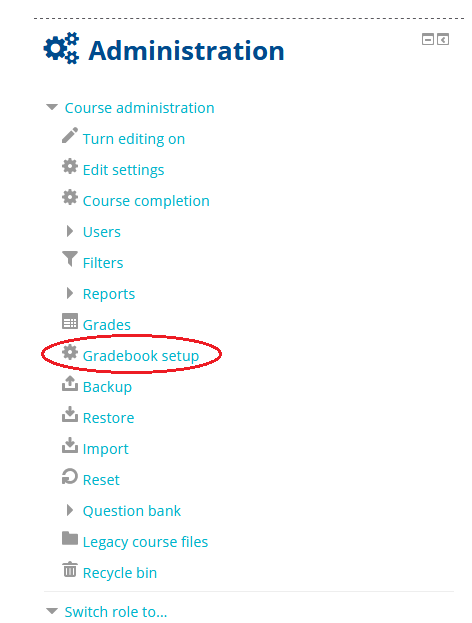 Administration
Course administration
Turn editing on
Edit settings
Course completion
Users
Filters
Reports
Grades
Gradebook setup
Backup
Restore
Import
Reset
Question bank
Legacy course files
Recycle bin
Switch role to...